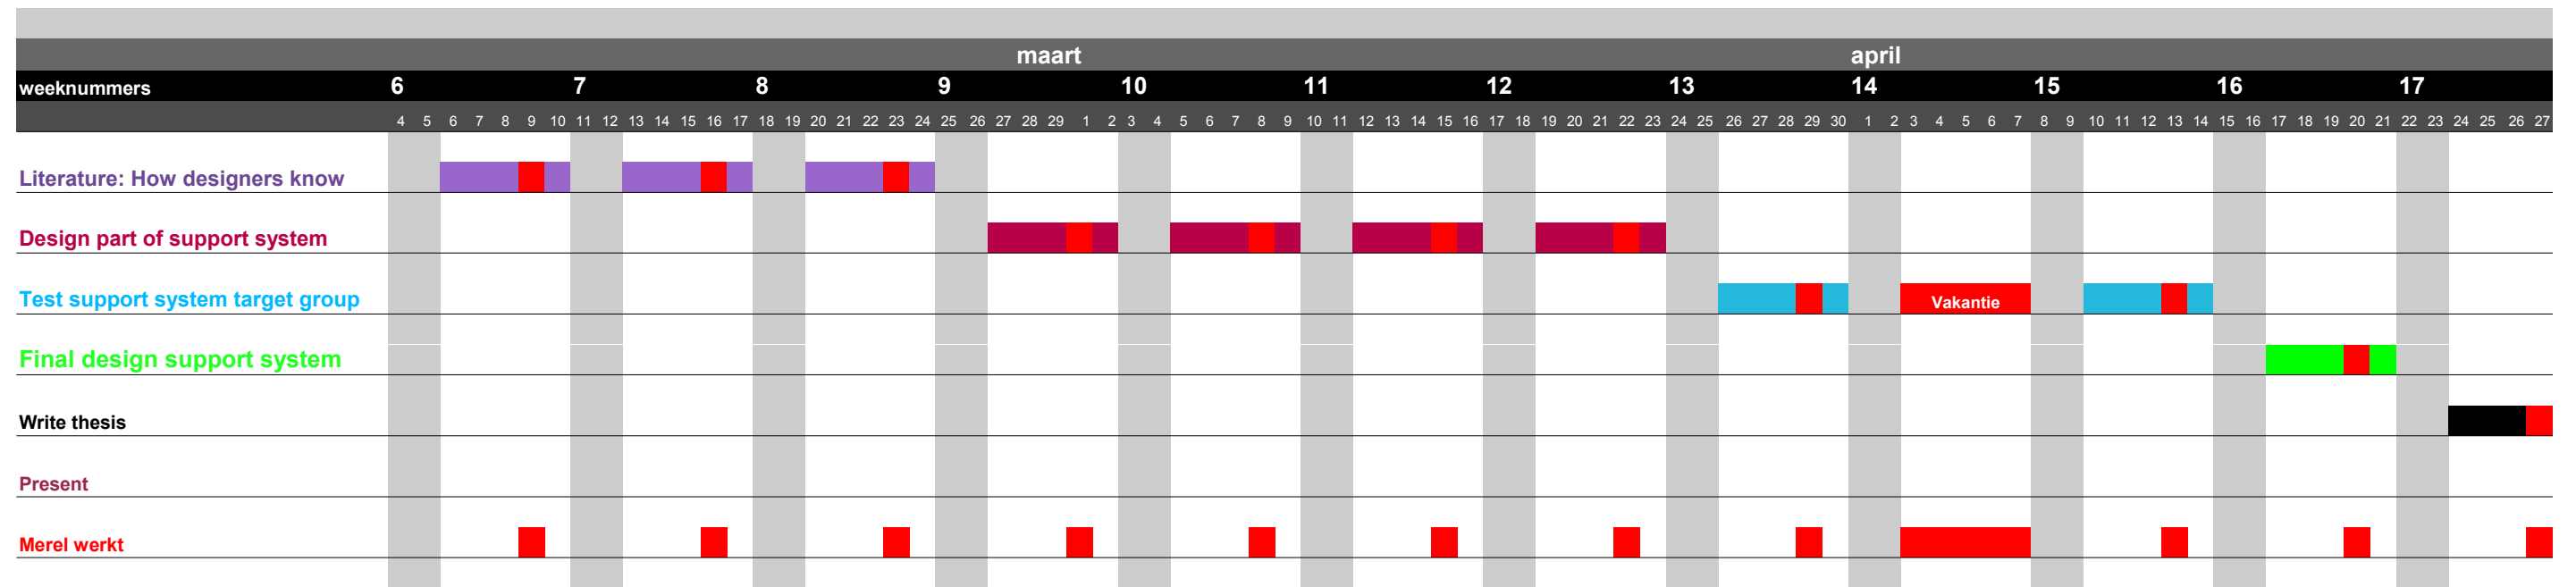 maart april
weeknummers 6 7 8 9 10 11 12 13 14 15 16 17
4 5 6 7 8 9 10 11 12 13 14 15 16 17 18 19 20 21 22 23 24 25 26 27 28 29 1 2 3 4 5 6 7 8 9 10 11 12 13 14 15 16 17 18 19 20 21 22 23 24 25 26 27 28 29 30 1 2 3 4 5 6 7 8 9 10 11 12 13 14 15 16 17 18 19 20 21 22 23 24 25 26 27
Literature: How designers know
Design part of support system
Test support system target group Vakantie
Final design support system
Write thesis
Present
Merel werkt